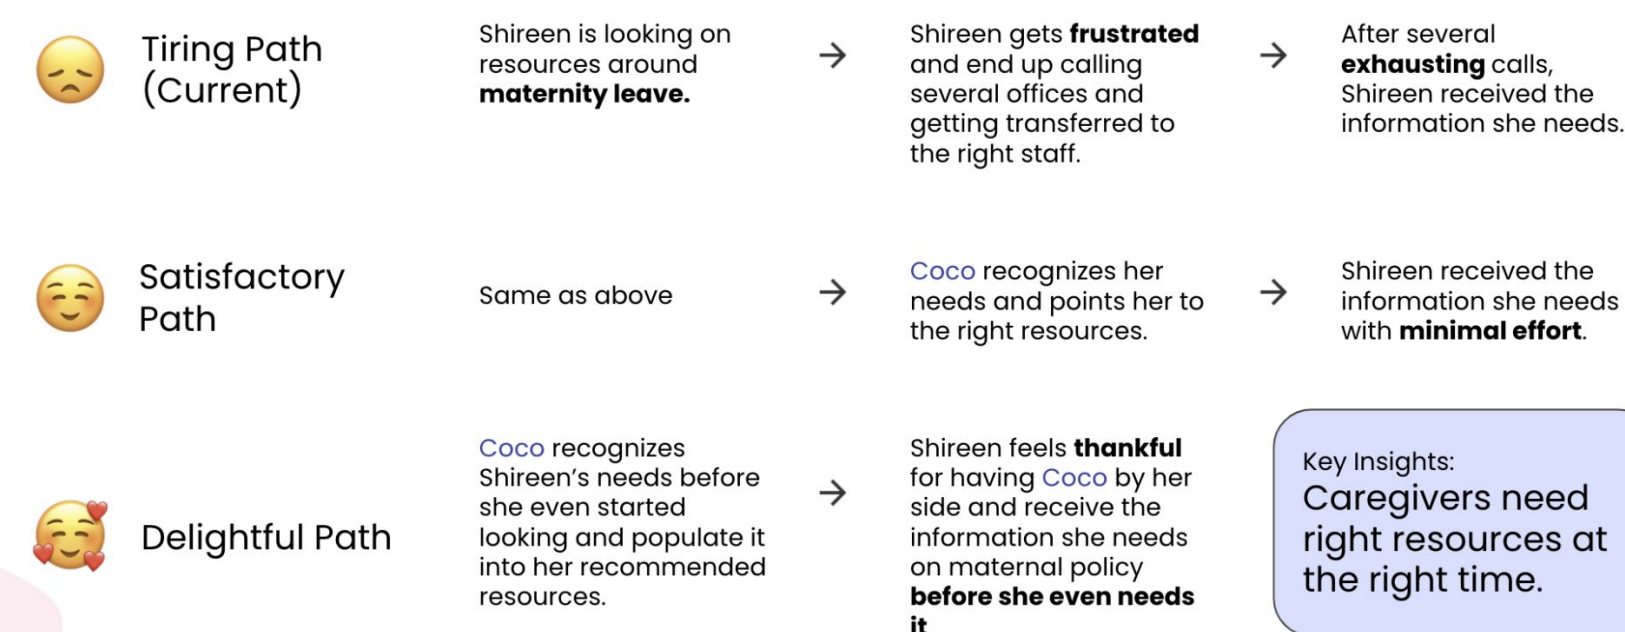 Tiring Path
(Current)
Shireen is looking on
resources around
maternity leave.
→
Shireen gets frustrated
and end up calling
several offices and
getting transferred to
the right staff.
→
After several
exhausting calls,
Shireen received the
information she needs.
Satisfactory
Path
Same as above
→
Coco recognizes her
needs and points her to
the right resources.
→
Shireen received the
information she needs
with minimal effort.
Delightful Path
Coco recognizes
Shireen’s needs before
she even started
looking and populate it
into her recommended
resources.
→
Shireen feels thankful
for having Coco by her
side and receive the
information she needs
on maternal policy
before she even needs
it
Key Insights:
Caregivers need
right resources at
the right time.